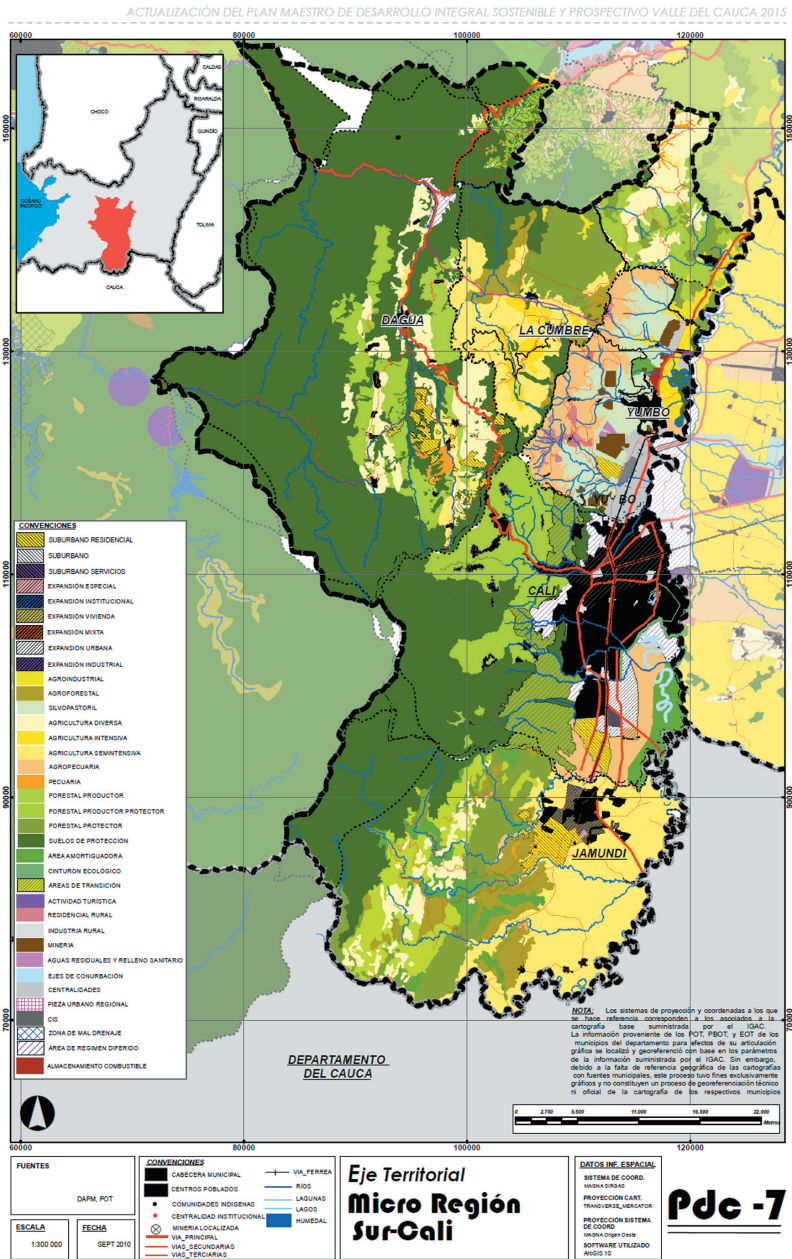 ACTUALIZACIÓN DEL PLAN MAESTRO DE DESARROLLO INTEGRAL SOSTENIBLE Y PROSPECTIVO VALLE DEL CAUCA 2015
60000
80000
100000
120000
CALDAS
CHOCÓ
RISARALDA
QUINDÍO
OCÉANO
PACÍFICO
TOLIMA
CAUCA
150000
150000
DAGUA
LA CUMBRE
130000
130000
YUMBO
YU BO
CONVENCIONES
SUBURBANO RESIDENCIAL
SUBURBANO
SUBURBANO SERVICIOS
EXPANSIÓN ESPECIAL
EXPANSIÓN INSTITUCIONAL
EXPANSIÓN VIVIENDA
EXPANSIÓN MIXTA
EXPANSIÓN URBANA
EXPANSIÓN INDUSTRIAL
AGROINDUSTRIAL
AGROFORESTAL
SILVOPASTORIL
AGRICULTURA DIVERSA
AGRICULTURA INTENSIVA
AGRICULTURA SEMINTENSIVA
AGROPECUARIA
PECUARIA
FORESTAL PRODUCTOR
FORESTAL PRODUCTOR PROTECTOR
FORESTAL PROTECTOR
SUELOS DE PROTECCIÓN
ÁREA AMORTIGUADORA
CINTURON ECOLÓGICO
ÁREAS DE TRANSICIÓN
ACTIVIDAD TURÍSTICA
RESIDENCIAL RURAL
INDUSTRIA RURAL
MINERIA
AGUAS RESIDUALES Y RELLENO SANITARIO
EJES DE CONURBACIÓN
CENTRALIDADES
PIEZA URBANO REGIONAL
CIS
ZONA DE MAL DRENAJE
ÁREA DE REGIMEN DIFERIDO
ALMACENAMIENTO COMBUSTIBLE
110000
110000
CALI
90000
90000
JAMUNDI
70000
70000
DEPARTAMENTO
DEL CAUCA
NOTA: Los sistemas de proyección y coordenadas a los que
se hace referencia corresponden a los asociados a la
cartografía base suministrada por el IGAC.
La información proveniente de los POT, PBOT, y EOT de los
municipios del departamento para efectos de su articulación
gráfica se localizó y georeferenció con base en los parámetros
de la información suministrada por el IGAC. Sin embargo,
debido a la falta de referencia geográfica de las cartografías
con fuentes municipales, este proceso tuvo fines exclusivamente
gráficos y no constituyen un proceso de georeferenciación técnico
ni oficial de la cartografía de los respectivos municipios
0 2.750 5.500 11.000 16.500 22.000
Metros
60000
80000
100000
120000
FUENTES
DAPM, POT
ESCALA
1:300 000
FECHA
SEPT 2010
CONVENCIONES
CABECERA MUNICIPAL
CENTROS POBLADOS
COMUNIDADES INDIGENAS
CENTRALIDAD INSTITUCIONAL
MINERIA LOCALIZADA
VIA_PRINCIPAL
VIAS_SECUNDARIAS
VIAS_TERCIARIAS
VIA_FERREA
RÍOS
LAGUNAS
LAGOS
HUMEDAL
Eje Territorial
Micro Región
Sur-Cali
DATOS INF. ESPACIAL
SISTEMA DE COORD.
MAGNA SIRGAS
PROYECCIÓN CART.
TRANSVERSE_MERCATOR
PROYECCIÓN SISTEMA
DE COORD
MAGNA Origen Oeste
SOFTWARE UTILIZADO
ArcGIS 10
Pdc -7